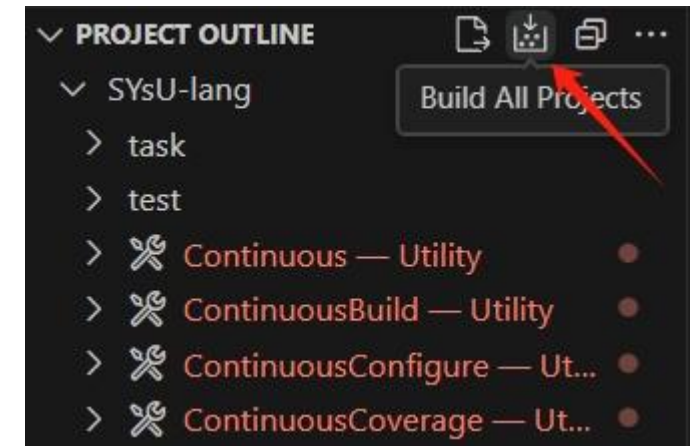 PROJECT OUTLINE
SYsU-lang
Build All Projects
task
test
Continuous — Utility
ContinuousBuild — Utility
ContinuousConfigure — Ut...
ContinuousCoverage — Ut...